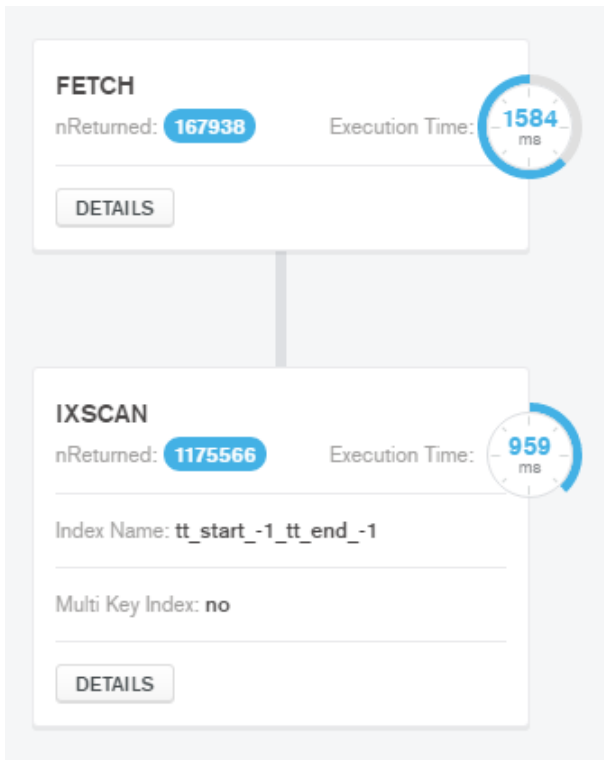 FETCH
nReturned: 167938 Execution Time: 1584 ms
DETAILS
IXSCAN
nReturned: 1175566 Execution Time: 959 ms
Index Name: tt_start_-1_tt_end_-1
Multi Key Index: no
DETAILS